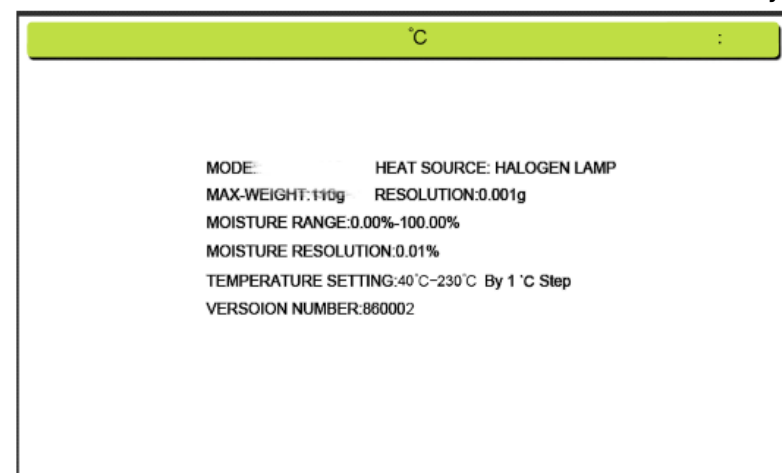 °C :
MODE: HEAT SOURCE: HALOGEN LAMP
MAX-WEIGHT:110g RESOLUTION:0.001g
MOISTURE RANGE:0.00%-100.00%
MOISTURE RESOLUTION:0.01%
TEMPERATURE SETTING:40°C-230°C By 1 °C Step
VERSOION NUMBER:860002